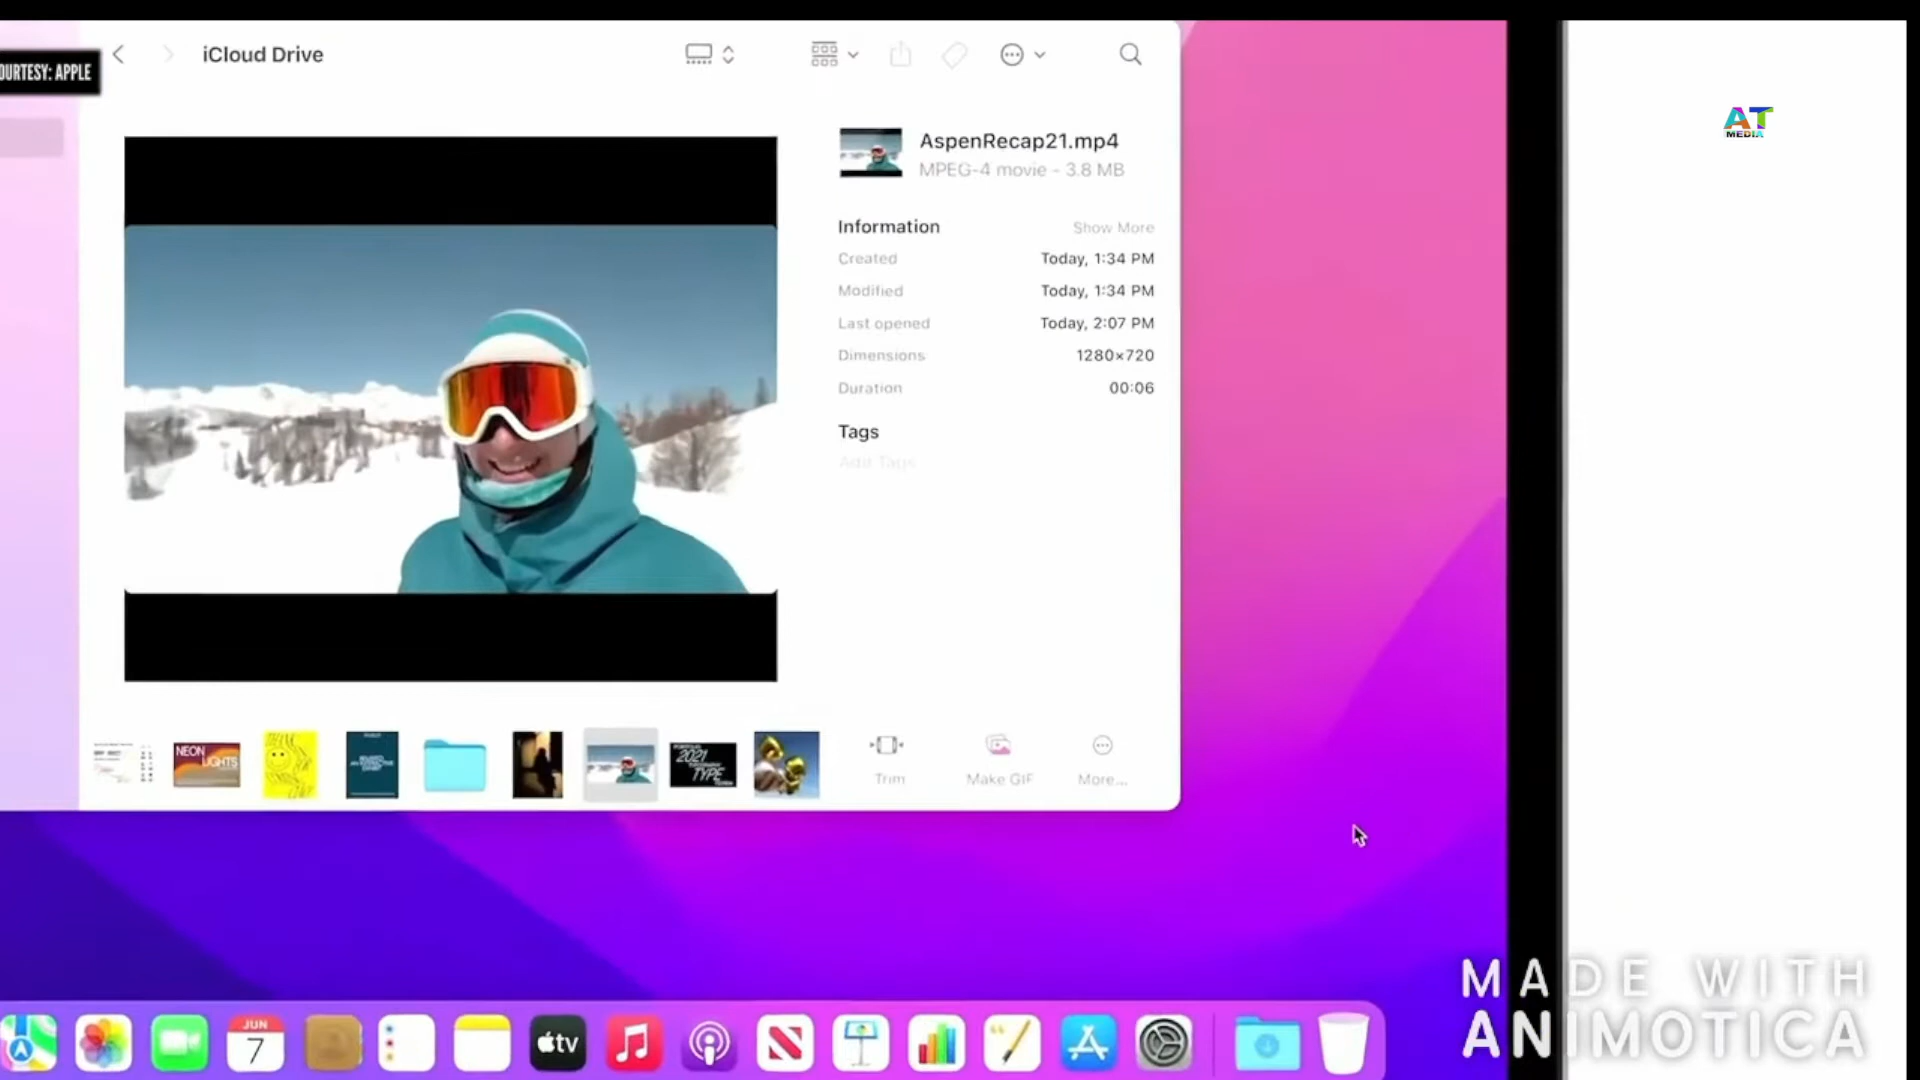 OURTESY: APPLE
iCloud Drive
AT
MEDIA
AspenRecap21.mp4
MPEG-4 movie - 3.8 MB
Information
Show More
Created
Today, 1:34 PM
Modified
Today, 1:34 PM
Last opened
Today, 2:07 PM
Dimensions
1280×720
Duration
00:06
Tags
Add Tags
NEON
LIGHTS
2021
TYPE
Trim
Make GIF
More...
MADE WITH
ANIMOTICA
JUN
7
tv